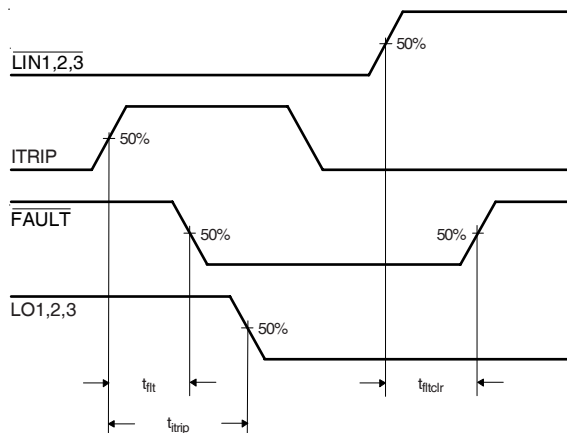 LIN1,2,3
50%
ITRIP
50%
FAULT
50%
50%
LO1,2,3
50%
tflt
tfltclr
titrip